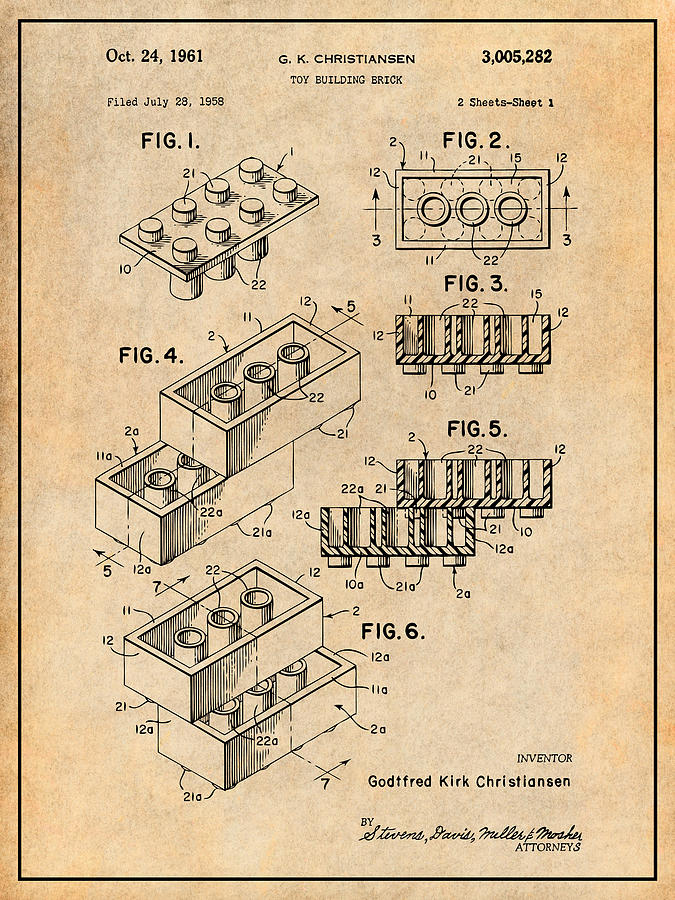 Oct. 24, 1961
G. K. CHRISTIANSEN
3,005,282
TOY BUILDING BRICK
Filed July 28, 1958
2 Sheets-Sheet 1
FIG. 1.
21
1
10
22
FIG. 2.
2
11
21
15
12
12
3
3
11
22
FIG. 3.
11
22
15
12
12
10
21
FIG. 4.
2
11
12
5
22
21
2a
11a
22a
21a
12a
5
FIG. 5.
12
2
22
12
21
22a
12a
21
10
12a
10a
21a
2a
FIG. 6.
7
22
12
11
2
12
12a
11a
21
12a
22a
2a
21a
7
INVENTOR
Godtfred Kirk Christiansen
BY
Stevens, Davis, Miller & Mosher
ATTORNEYS